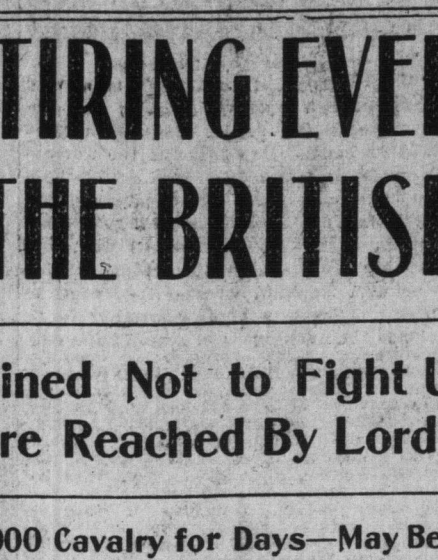 TIRING EVE
THE BRITIS
ined Not to Fight U
re Reached By Lord
000 Cavalry for Days—May Be